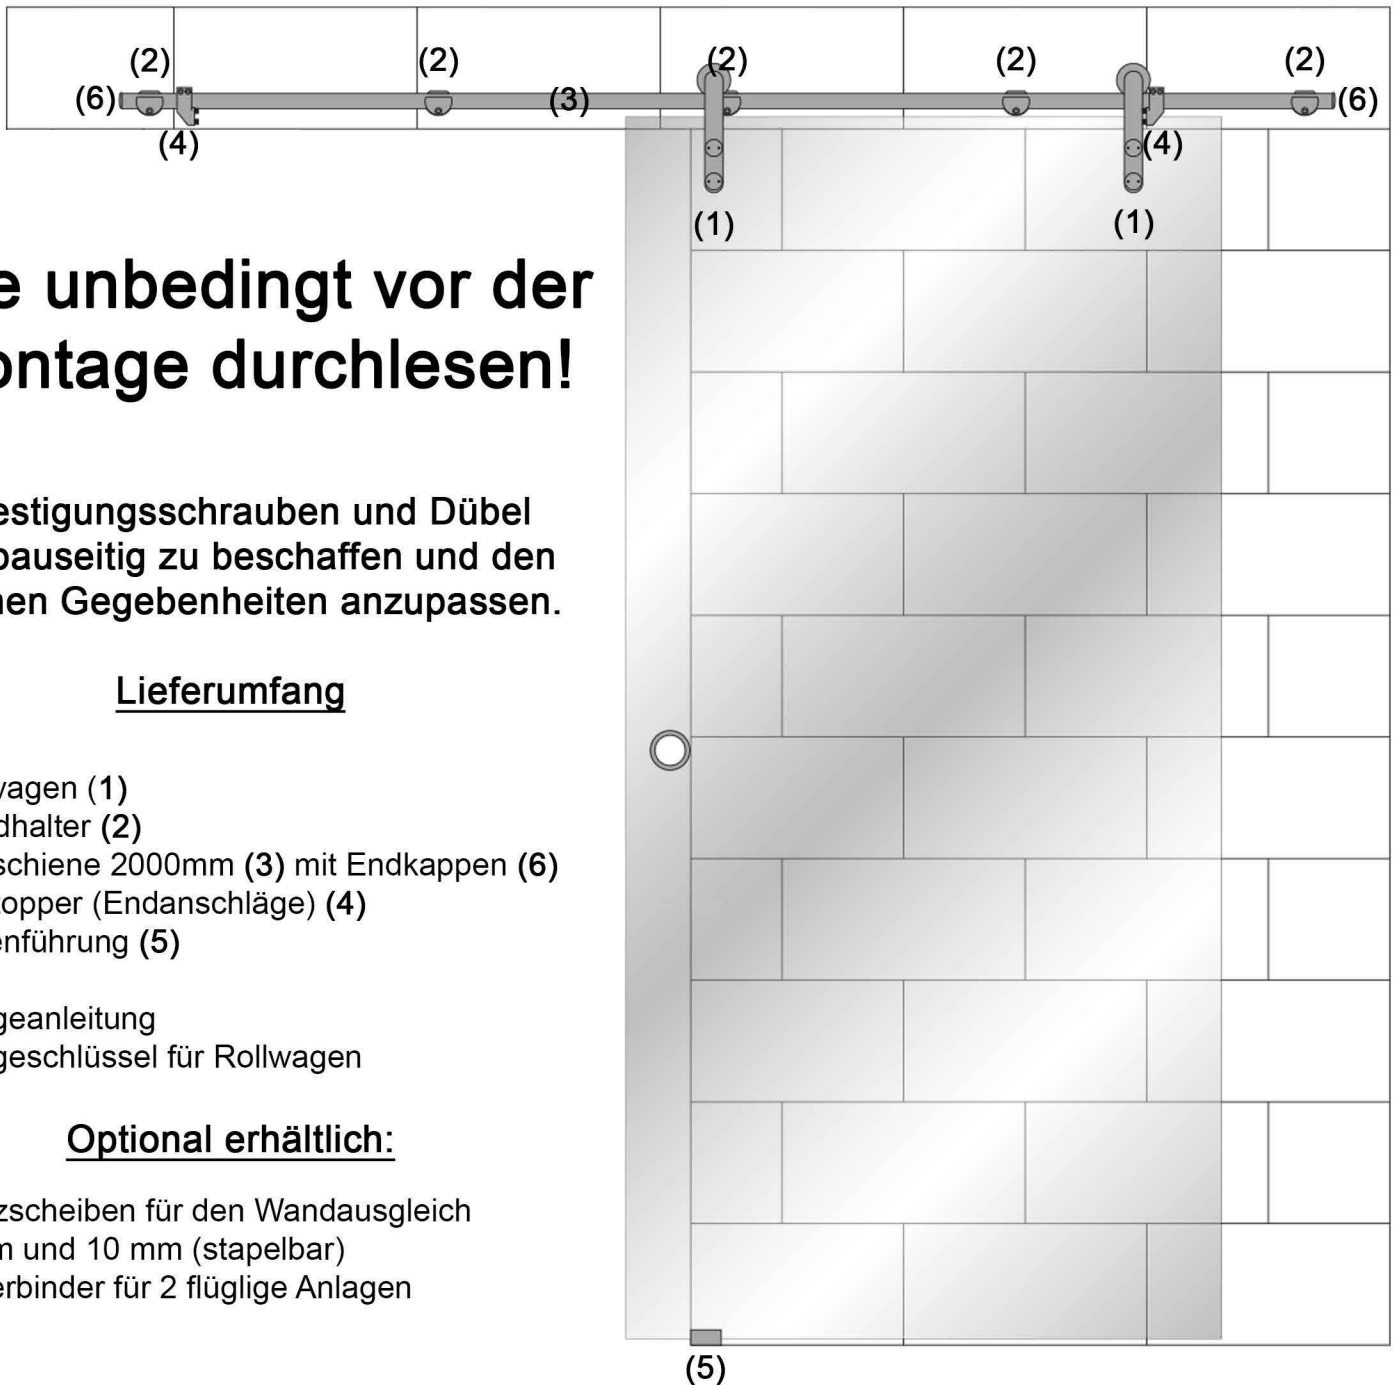 (2) (2) (2) (2) (2)
(6) (3) (6)
(4) (4)
(1) (1)
e unbedingt vor der
ontage durchlesen!
estigungsschrauben und Dübel
bauseitig zu beschaffen und den
nen Gegebenheiten anzupassen.
Lieferumfang
vagen (1)
dhalter (2)
schiene 2000mm (3) mit Endkappen (6)
topper (Endanschläge) (4)
enführung (5)
geanleitung
geschlüssel für Rollwagen
Optional erhältlich:
zscheiben für den Wandausgleich
m und 10 mm (stapelbar)
erbinder für 2 flüglige Anlagen
(5)